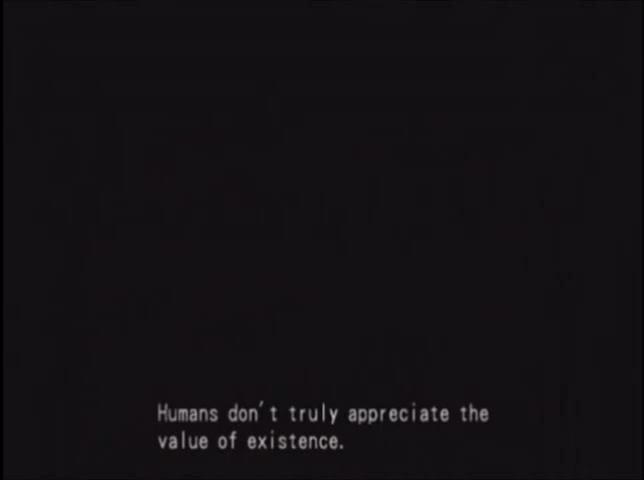 Humans don't truly appreciate the
value of existence.